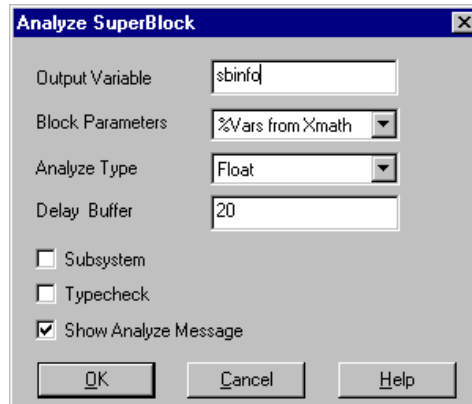 Analyze SuperBlock
Output Variable sbinfo
Block Parameters %Vars from Xmath
Analyze Type Float
Delay Buffer 20
Subsystem
Typecheck
Show Analyze Message
OK Cancel Help